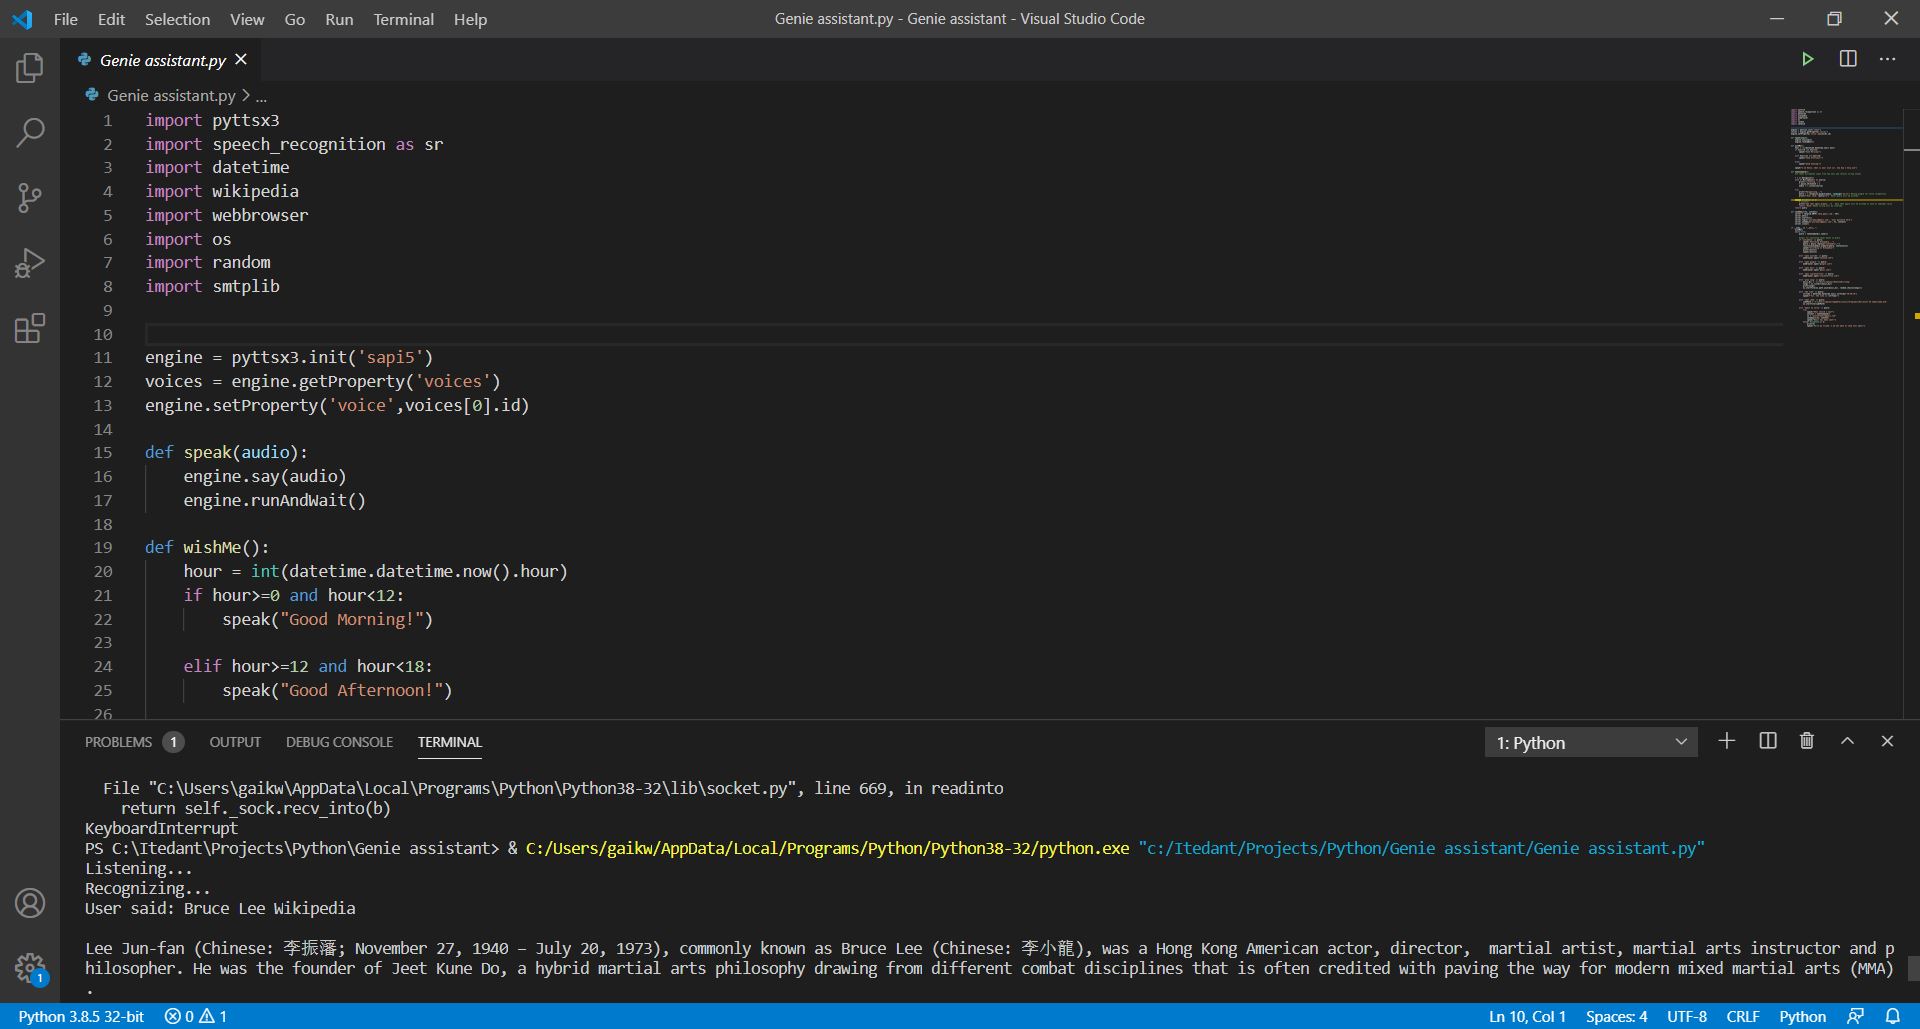 File Edit Selection View Go Run Terminal Help
Genie assistant.py - Genie assistant - Visual Studio Code
Genie assistant.py
Genie assistant.py > ...
1 import pyttsx3
2 import speech_recognition as sr
3 import datetime
4 import wikipedia
5 import webbrowser
6 import os
7 import random
8 import smtplib
9
10
11 engine = pyttsx3.init('sapi5')
12 voices = engine.getProperty('voices')
13 engine.setProperty('voice',voices[0].id)
14
15 def speak(audio):
16     engine.say(audio)
17     engine.runAndWait()
18
19 def wishMe():
20     hour = int(datetime.datetime.now().hour)
21     if hour>=0 and hour<12:
22         speak("Good Morning!")
23
24     elif hour>=12 and hour<18:
25         speak("Good Afternoon!")
26
PROBLEMS 1 OUTPUT DEBUG CONSOLE TERMINAL
1: Python
  File "C:\Users\gaikw\AppData\Local\Programs\Python\Python38-32\lib\socket.py", line 669, in readinto
    return self._sock.recv_into(b)
KeyboardInterrupt
PS C:\Itedant\Projects\Python\Genie assistant> & C:/Users/gaikw/AppData/Local/Programs/Python/Python38-32/python.exe "c:/Itedant/Projects/Python/Genie assistant/Genie assistant.py"
Listening...
Recognizing...
User said: Bruce Lee Wikipedia
Lee Jun-fan (Chinese: 李振藩; November 27, 1940 – July 20, 1973), commonly known as Bruce Lee (Chinese: 李小龍), was a Hong Kong American actor, director,  martial artist, martial arts instructor and p
hilosopher. He was the founder of Jeet Kune Do, a hybrid martial arts philosophy drawing from different combat disciplines that is often credited with paving the way for modern mixed martial arts (MMA)
.
1
Python 3.8.5 32-bit 0 1
Ln 10, Col 1 Spaces: 4 UTF-8 CRLF Python